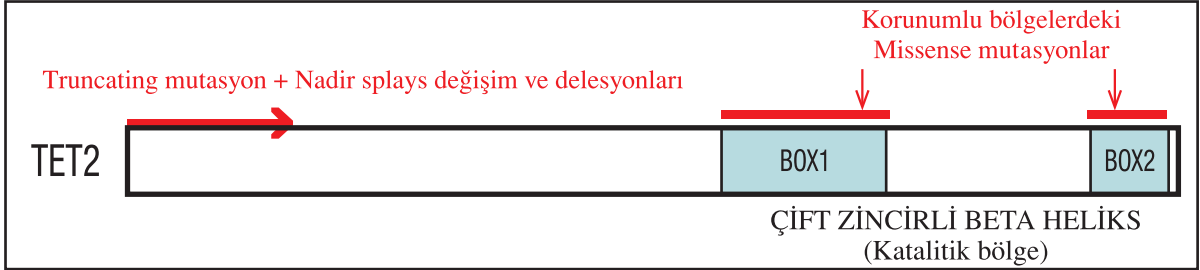 Korunumlu bölgelerdeki
Missense mutasyonlar
Truncating mutasyon + Nadir splays değişim ve delesyonları
TET2
BOX1
BOX2
ÇİFT ZİNCİRLİ BETA HELİKS
(Katalitik bölge)